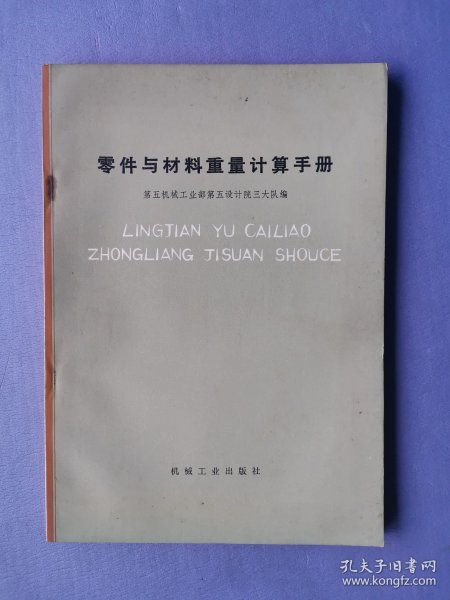 零件与材料重量计算手册
第五机械工业部第五设计院三大队编
LINGTIAN YU CAILIAO
ZHONGLIANG JISUAN SHOUCE
机械工业出版社
孔夫子旧书网
www.kongfz.com